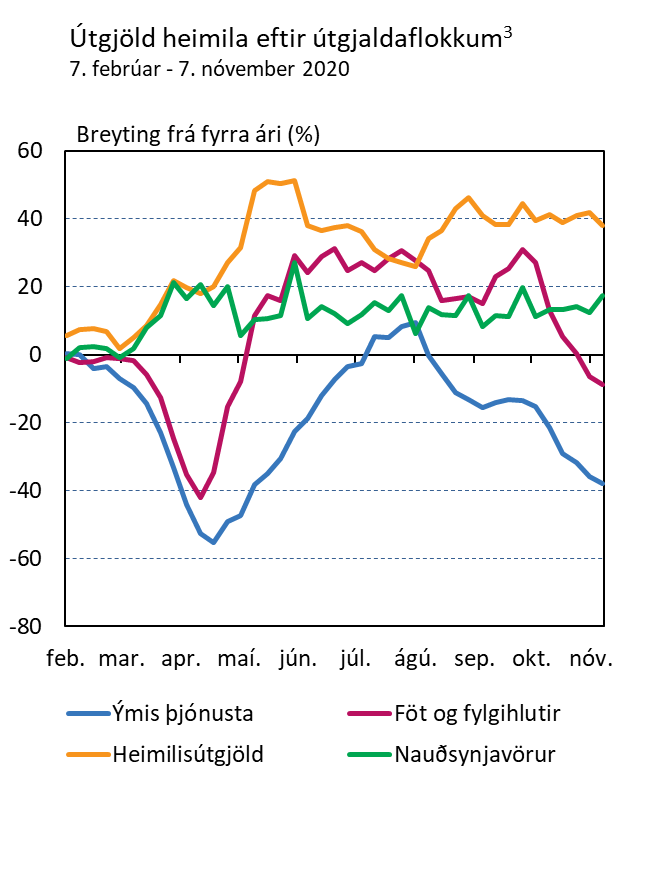 Útgjöld heimila eftir útgjaldaflokkum³
7. febrúar - 7. nóvember 2020
Breyting frá fyrra ári (%)
60
40
20
0
-20
-40
-60
-80
feb. mar. apr. maí. jún. júl. ágú. sep. okt. nóv.
Ýmis þjónusta Föt og fylgihlutir
Heimilisútgjöld Nauðsynjavörur